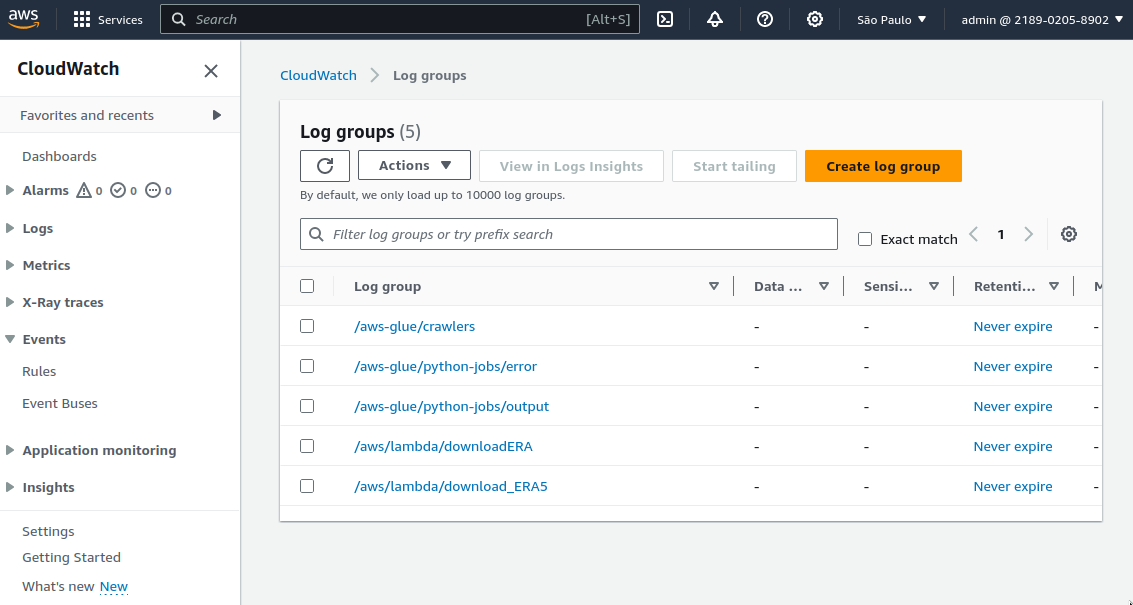 aws Services Search [Alt+S] São Paulo admin @ 2189-0205-8902
CloudWatch
Favorites and recents
Dashboards
Alarms 0 0 0
Logs
Metrics
X-Ray traces
Events
Rules
Event Buses
Application monitoring
Insights
Settings
Getting Started
What's new New
CloudWatch Log groups
Log groups (5)
Actions View in Logs Insights Start tailing Create log group
By default, we only load up to 10000 log groups.
Filter log groups or try prefix search Exact match 1
Log group Data ... Sensi... Retenti... M
/aws-glue/crawlers - - Never expire -
/aws-glue/python-jobs/error - - Never expire -
/aws-glue/python-jobs/output - - Never expire -
/aws/lambda/downloadERA - - Never expire -
/aws/lambda/download_ERA5 - - Never expire -